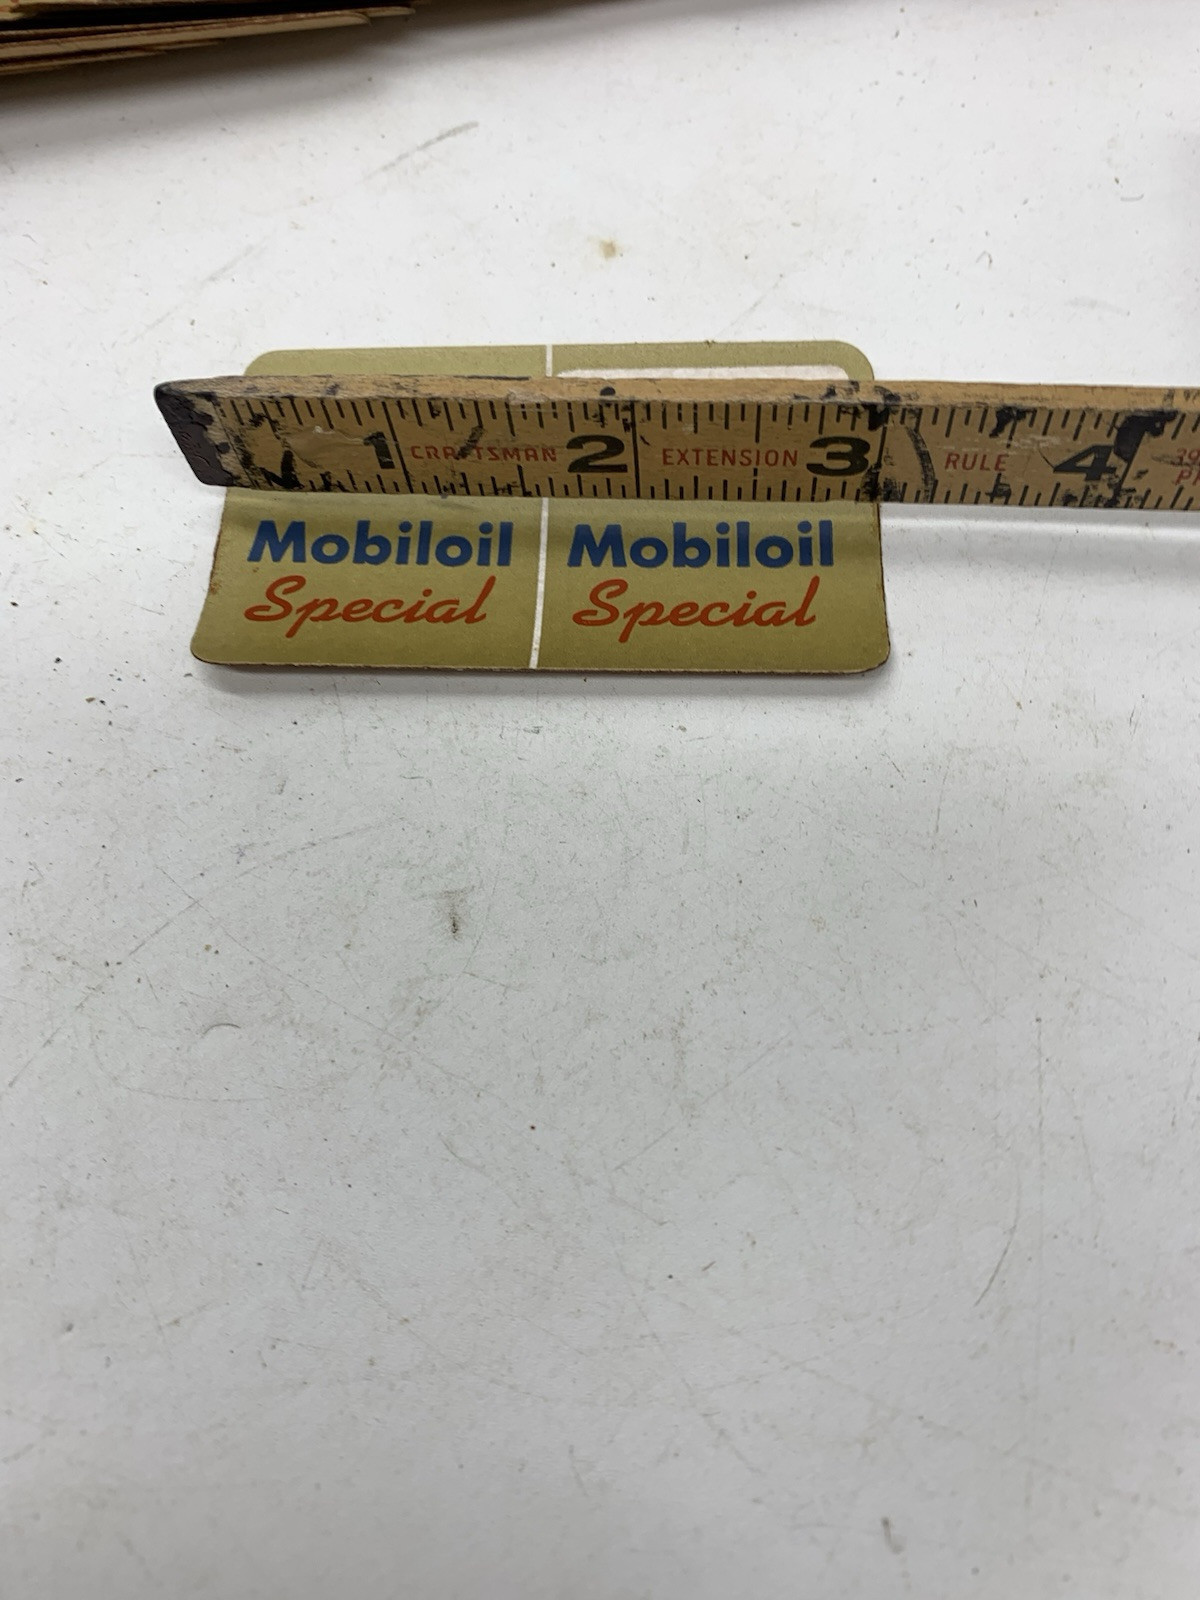 1 CRAFTSMAN 2 EXTENSION 3 RULE 4
Mobiloil Mobiloil
Special Special